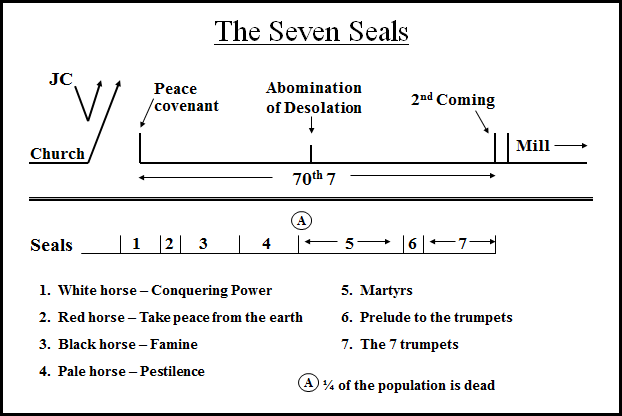 The Seven Seals
JC
Peace
covenant
Abomination
of Desolation
2nd Coming
Church
Mill
70th 7
A
Seals 1 2 3 4 5 6 7
1. White horse – Conquering Power
2. Red horse – Take peace from the earth
3. Black horse – Famine
4. Pale horse – Pestilence
5. Martyrs
6. Prelude to the trumpets
7. The 7 trumpets
A ¼ of the population is dead